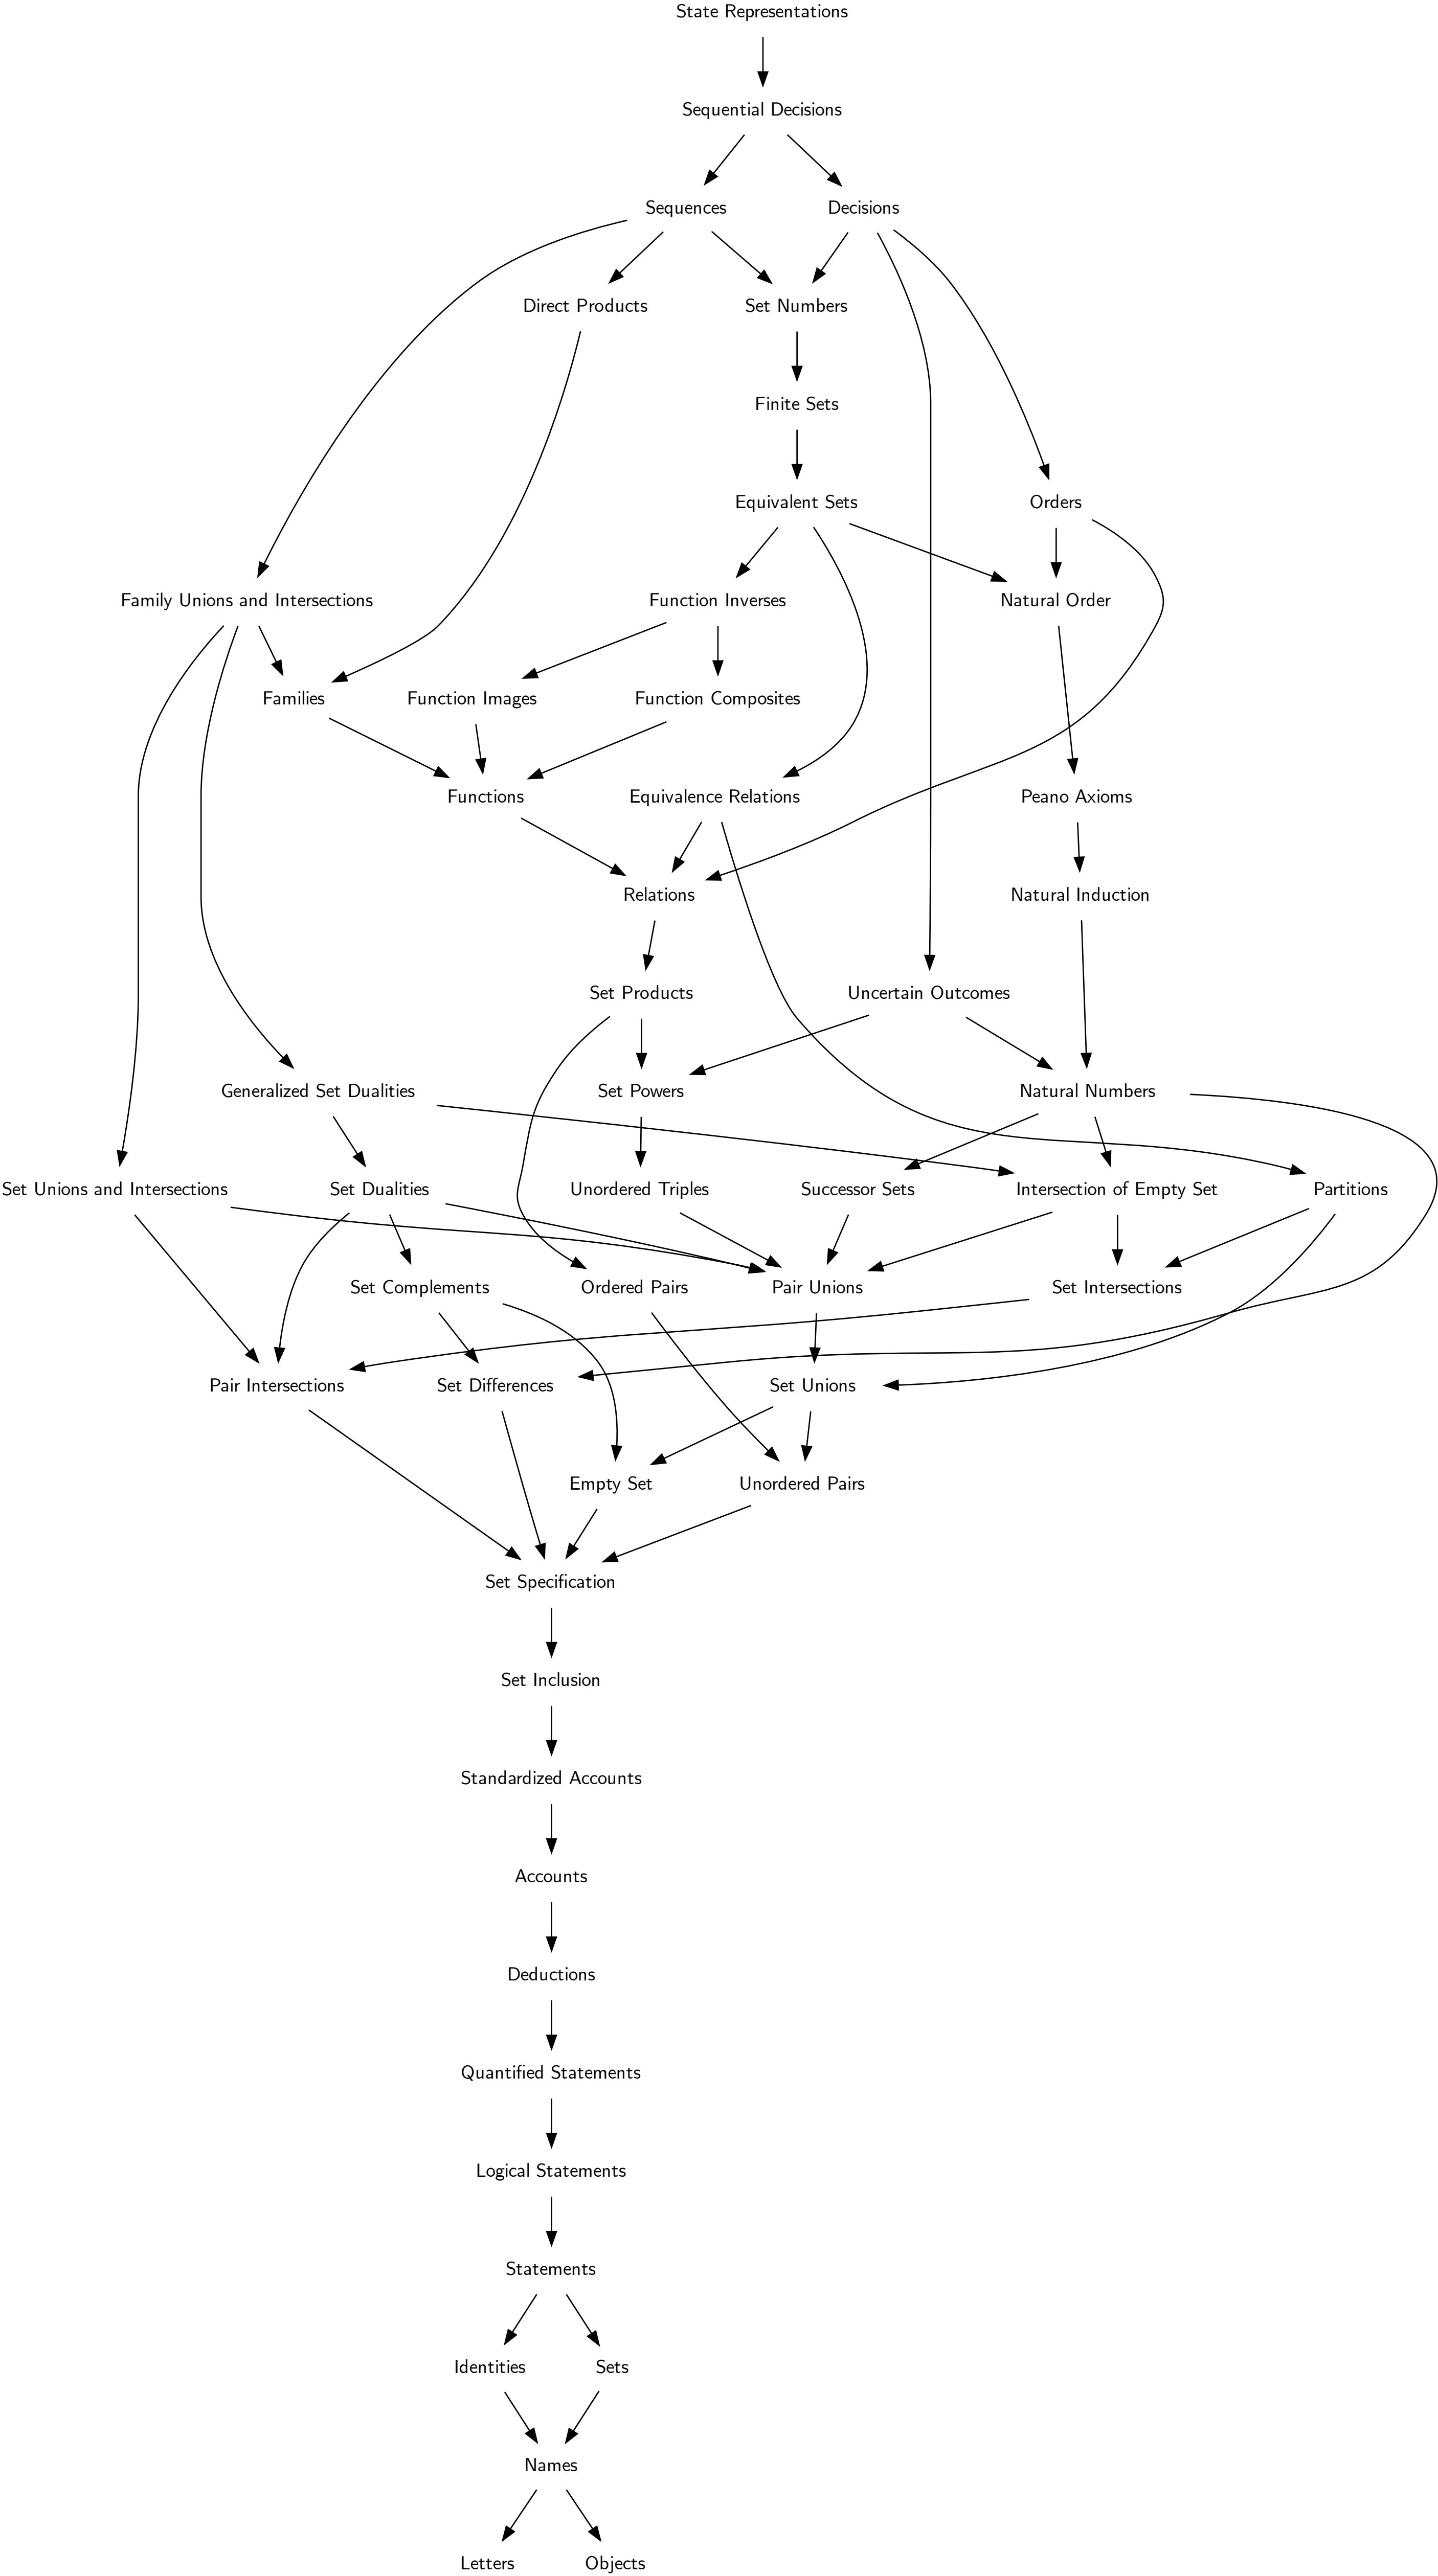 State Representations
Sequential Decisions
Sequences
Decisions
Direct Products
Set Numbers
Finite Sets
Equivalent Sets
Orders
Family Unions and Intersections
Function Inverses
Natural Order
Families
Function Images
Function Composites
Functions
Equivalence Relations
Peano Axioms
Relations
Natural Induction
Set Products
Uncertain Outcomes
Generalized Set Dualities
Set Powers
Natural Numbers
Set Unions and Intersections
Set Dualities
Unordered Triples
Successor Sets
Intersection of Empty Set
Partitions
Set Complements
Ordered Pairs
Pair Unions
Set Intersections
Pair Intersections
Set Differences
Set Unions
Empty Set
Unordered Pairs
Set Specification
Set Inclusion
Standardized Accounts
Accounts
Deductions
Quantified Statements
Logical Statements
Statements
Identities
Sets
Names
Letters
Objects